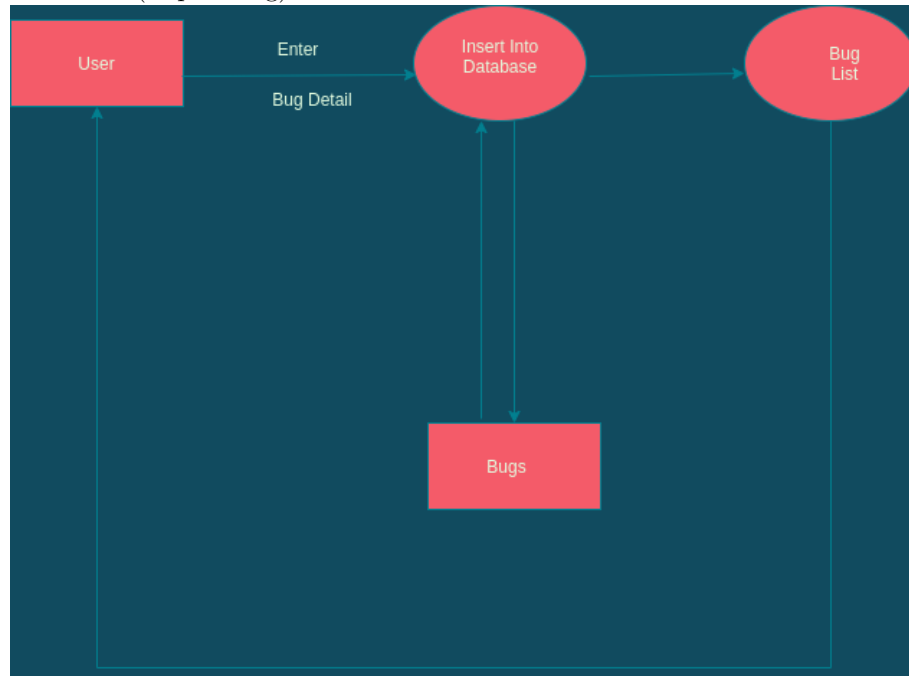 User
Enter
Bug Detail
Insert Into
Database
Bug
List
Bugs